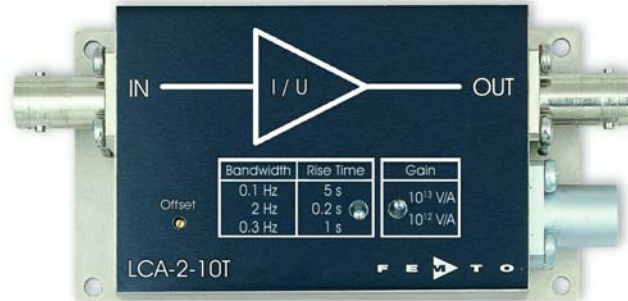 IN I / U OUT
Bandwidth Rise Time Gain
0.1 Hz 5 s 10¹³ V/A
2 Hz 0.2 s 10¹² V/A
0.3 Hz 1 s
Offset
LCA-2-10T FEMTO